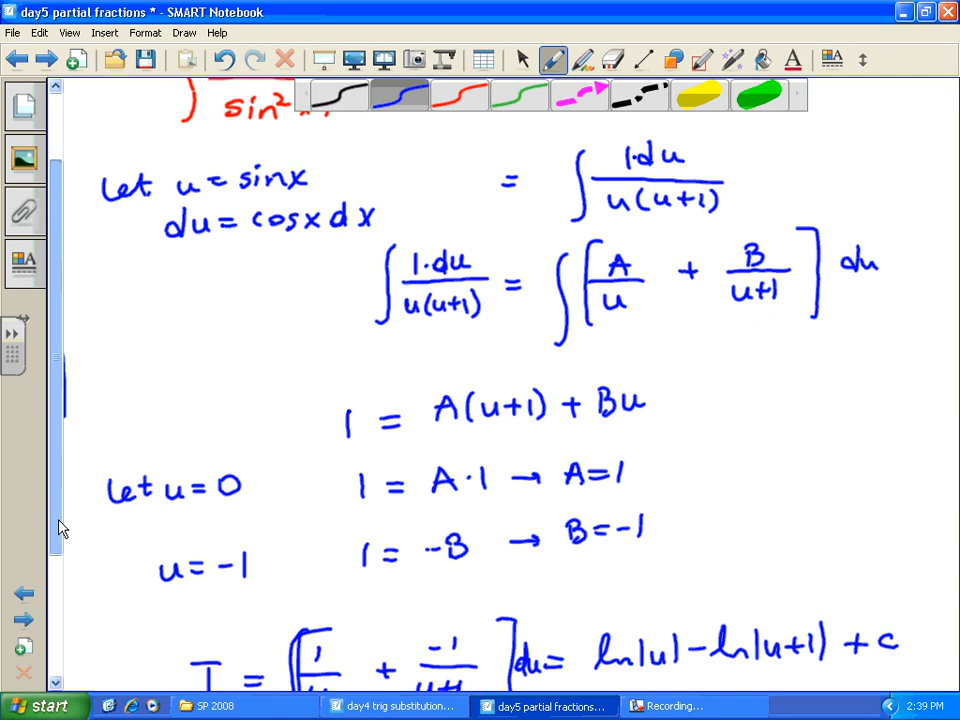 day5 partial fractions * - SMART Notebook
File Edit View Insert Format Draw Help
∫ sin²
Let u = sinx = ∫ 1·du / u(u+1)
du = cosx dx
∫ 1·du / u(u+1) = ∫ [ A/u + B/u+1 ] du
1 = A(u+1) + Bu
let u = 0 1 = A·1 → A=1
u = -1 1 = -B → B = -1
I = ∫ [ 1/u + -1/u+1 ] du = ln|u| - ln|u+1| + c
start SP 2008 day4 trig substitution... day5 partial fractions... Recording... 2:39 PM